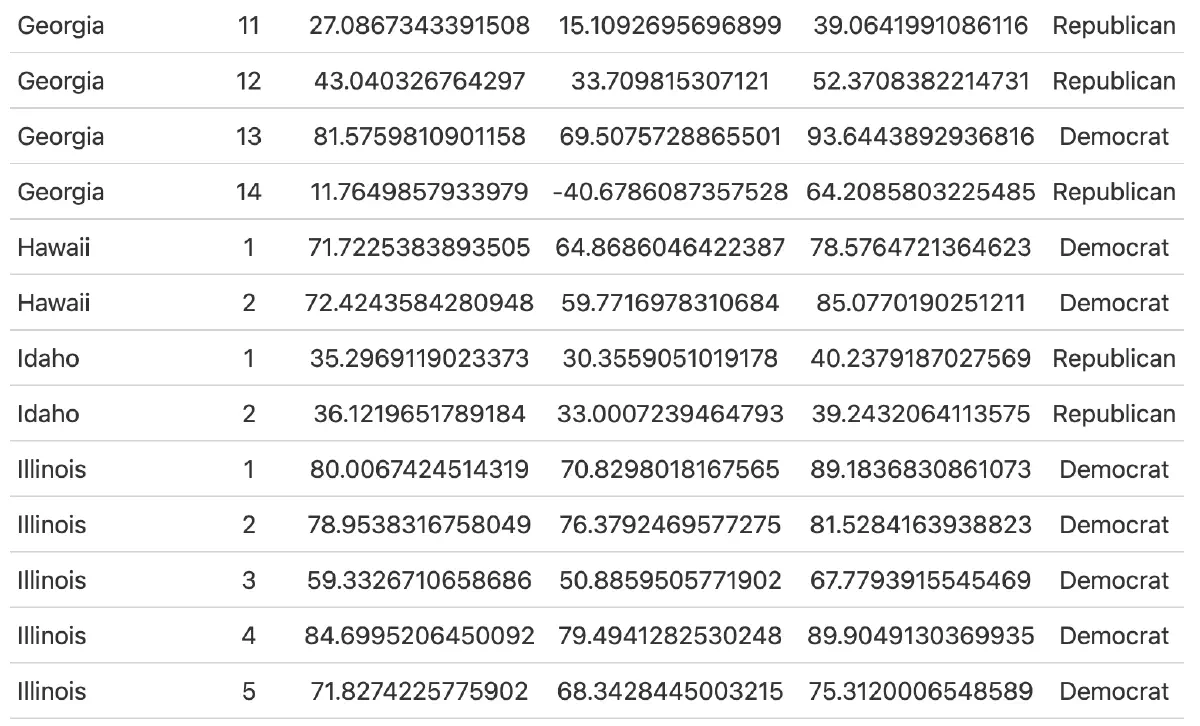 Georgia 11 27.0867343391508 15.1092695696899 39.0641991086116 Republican
Georgia 12 43.040326764297 33.709815307121 52.3708382214731 Republican
Georgia 13 81.5759810901158 69.5075728865501 93.6443892936816 Democrat
Georgia 14 11.7649857933979 -40.6786087357528 64.2085803225485 Republican
Hawaii 1 71.7225383893505 64.8686046422387 78.5764721364623 Democrat
Hawaii 2 72.4243584280948 59.7716978310684 85.0770190251211 Democrat
Idaho 1 35.2969119023373 30.3559051019178 40.2379187027569 Republican
Idaho 2 36.1219651789184 33.0007239464793 39.2432064113575 Republican
Illinois 1 80.0067424514319 70.8298018167565 89.1836830861073 Democrat
Illinois 2 78.9538316758049 76.3792469577275 81.5284163938823 Democrat
Illinois 3 59.3326710658686 50.8859505771902 67.7793915545469 Democrat
Illinois 4 84.6995206450092 79.4941282530248 89.9049130369935 Democrat
Illinois 5 71.8274225775902 68.3428445003215 75.3120006548589 Democrat